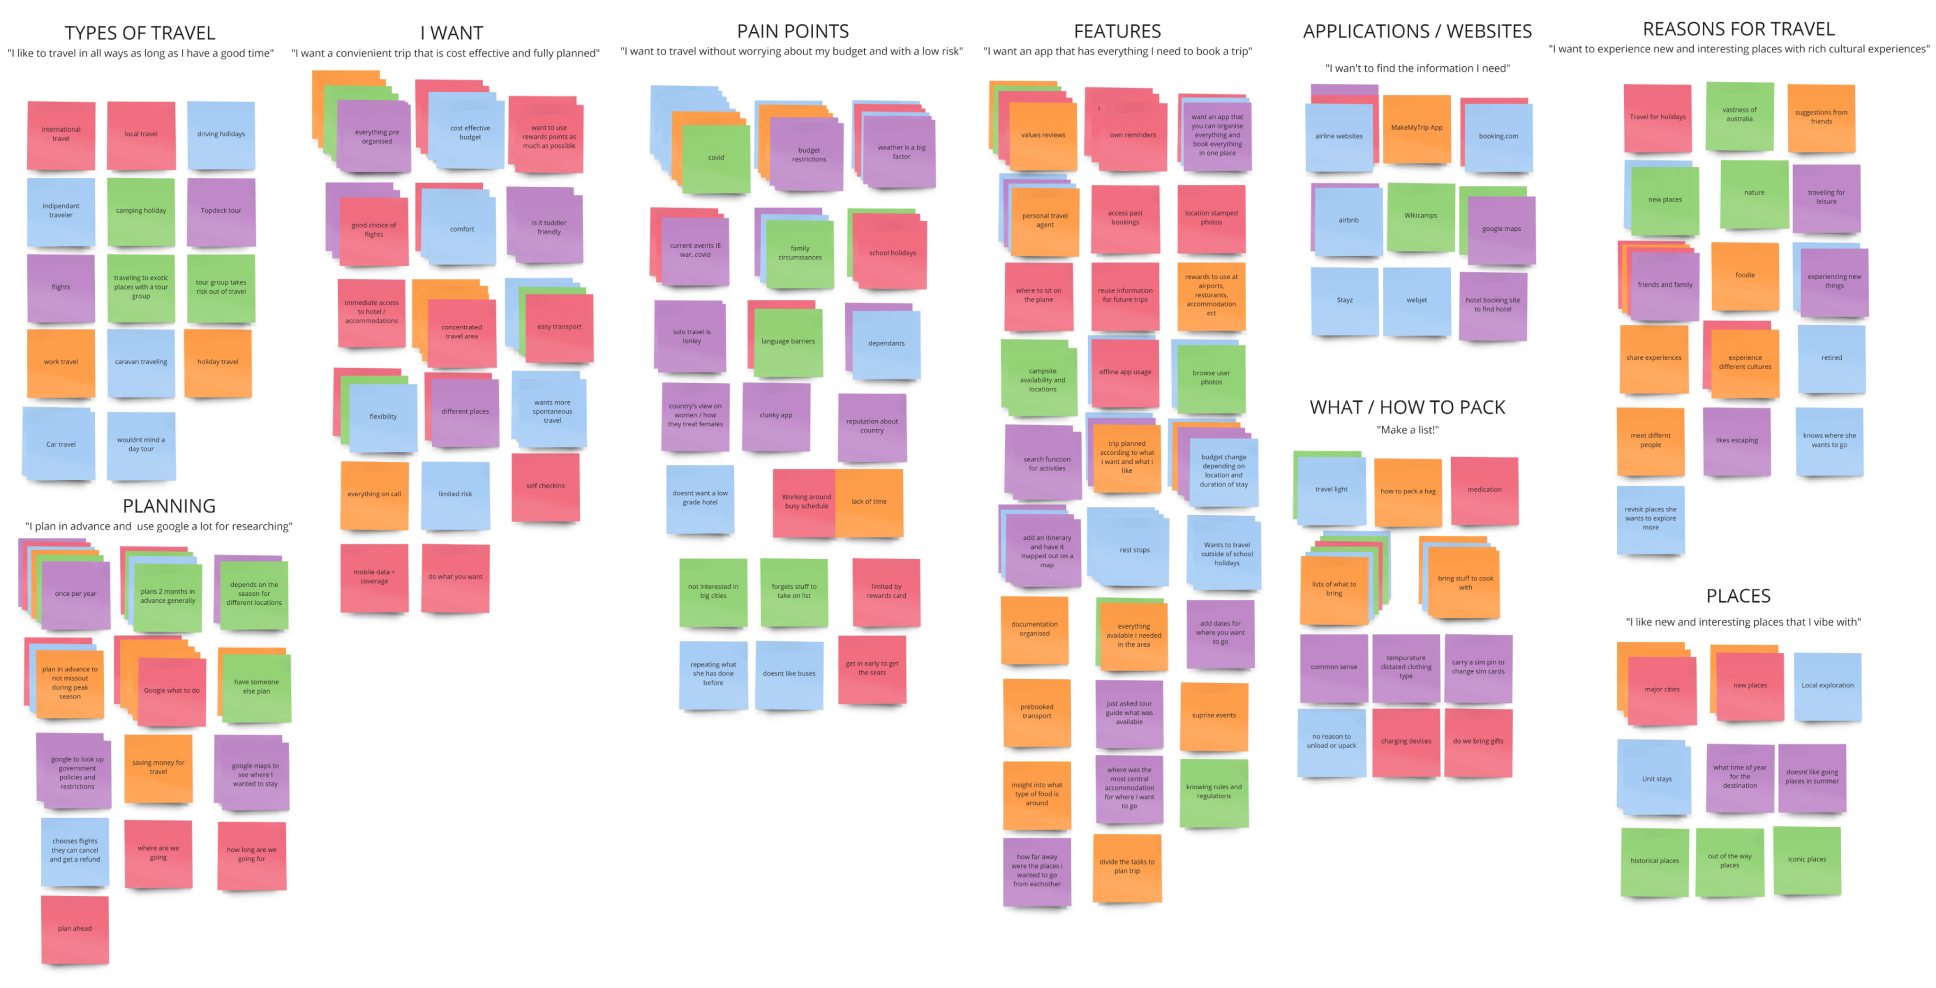 TYPES OF TRAVEL
"I like to travel in all ways as long as I have a good time"
international
travel
local travel
driving holidays
indipendant
traveler
camping holiday
Topdeck tour
flights
traveling to exotic
places with a tour
group
tour group takes
risk out of travel
work travel
caravan traveling
holiday travel
Car travel
wouldnt mind a
day tour
PLANNING
"I plan in advance and use google a lot for researching"
once per year
plans 2 months in
advance generally
depends on the
season for
different locations
plan in advance to
not missout
during peak
season
Google what to do
have someone
else plan
google to look up
government
policies and
restrictions
saving money for
travel
google maps to
see where I
wanted to stay
chooses flights
they can cancel
and get a refund
where are we
going
how long are we
going for
plan ahead
I WANT
"I want a convienient trip that is cost effective and fully planned"
everything pre
organised
cost effective
budget
want to use
rewards points as
much as possible
good choice of
flights
comfort
is it toddler
friendly
immediate access
to hotel /
accommodations
concentrated
travel area
easy transport
flexibility
different places
wants more
spontaneous
travel
everything on call
limited risk
self checkins
mobile data +
coverage
do what you want
PAIN POINTS
"I want to travel without worrying about my budget and with a low risk"
covid
budget
restrictions
weather is a big
factor
current events IE
war, covid
family
circumstances
school holidays
solo travel is
lonley
language barriers
dependants
country's view on
women / how
they treat females
clunky app
reputation about
country
doesnt want a low
grade hotel
Working around
busy schedule
lack of time
not interested in
big cities
forgets stuff to
take on list
limited by
rewards card
repeating what
she has done
before
doesnt like buses
get in early to get
the seats
FEATURES
"I want an app that has everything I need to book a trip"
values reviews
own reminders
want an app that
you can organise
everything and
book everything
in one place
personal travel
agent
access past
bookings
location stamped
photos
where to sit on
the plane
reuse information
for future trips
rewards to use at
airports,
resturants,
accommodation
ect
campsite
availability and
locations
offline app usage
browse user
photos
search function
for activities
trip planned
according to what
i want and what i
like
budget change
depending on
location and
duration of stay
add an itinerary
and have it
mapped out on a
map
rest stops
Wants to travel
outside of school
holidays
documentation
organised
everything
available I needed
in the area
add dates for
where you want
to go
prebooked
transport
just asked tour
guide what was
available
suprise events
insight into what
type of food is
around
where was the
most central
accommodation
for where i want
to go
knowing rules and
regulations
how far away
were the places i
wanted to go
from eachother
divide the tasks to
plan trip
APPLICATIONS / WEBSITES
"I wan't to find the information I need"
airline websites
MakeMyTrip App
booking.com
airbnb
Wikicamps
google maps
Stayz
webjet
hotel booking site
to find hotel
WHAT / HOW TO PACK
"Make a list!"
travel light
how to pack a bag
medication
lists of what to
bring
bring stuff to cook
with
common sense
tempurature
dictated clothing
type
carry a sim pin to
change sim cards
no reason to
unload or upack
charging devices
do we bring gifts
REASONS FOR TRAVEL
"I want to experience new and interesting places with rich cultural experiences"
Travel for holidays
vastness of
australia
suggestions from
friends
new places
nature
traveling for
leisure
friends and family
foodie
experiencing new
things
share experiences
experience
different cultures
retired
meet differnt
people
likes escaping
knows where she
wants to go
revisit places she
wants to explore
more
PLACES
"I like new and interesting places that I vibe with"
major cities
new places
Local exploration
Unit stays
what time of year
for the
destination
doesnt like going
places in summer
historical places
out of the way
places
iconic places